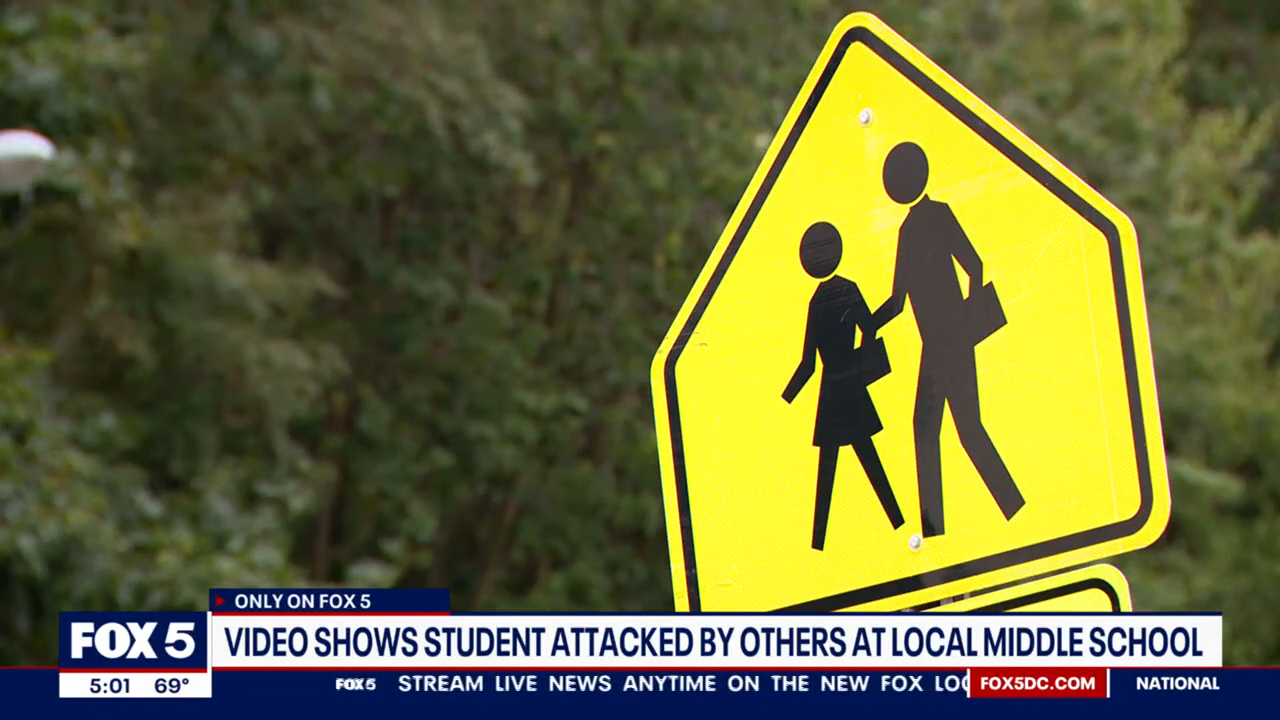 ONLY ON FOX 5
FOX 5
VIDEO SHOWS STUDENT ATTACKED BY OTHERS AT LOCAL MIDDLE SCHOOL
5:01 69°
FOX 5 STREAM LIVE NEWS ANYTIME ON THE NEW FOX
FOX5DC.COM
NATIONAL